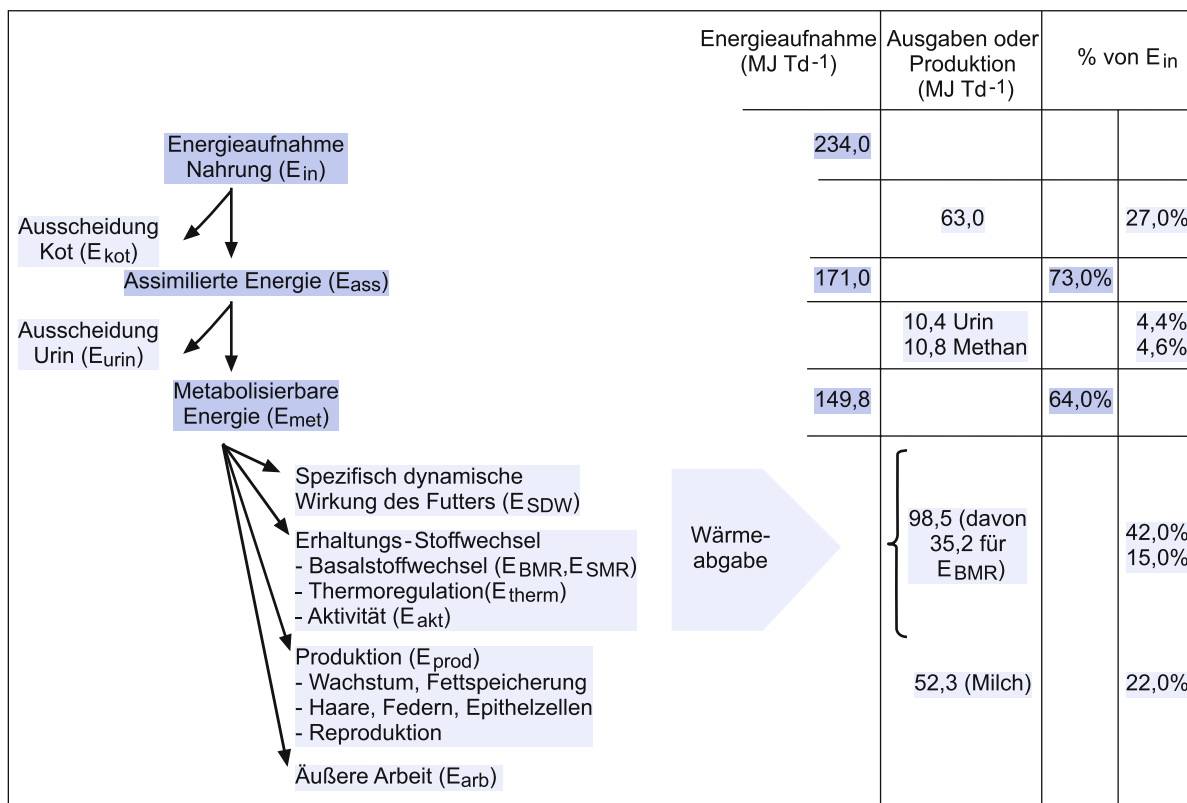 Energieaufnahme
(MJ Td-1)
Ausgaben oder
Produktion
(MJ Td-1)
% von Ein
Energieaufnahme
Nahrung (Ein)
234,0
Ausscheidung
Kot (Ekot)
63,0
27,0%
Assimilierte Energie (Eass)
171,0
73,0%
Ausscheidung
Urin (Eurin)
10,4 Urin
10,8 Methan
4,4%
4,6%
Metabolisierbare
Energie (Emet)
149,8
64,0%
Spezifisch dynamische
Wirkung des Futters (ESDW)
Erhaltungs-Stoffwechsel
- Basalstoffwechsel (EBMR,ESMR)
- Thermoregulation(Etherm)
- Aktivität (Eakt)
Wärme-
abgabe
98,5 (davon
35,2 für
EBMR)
42,0%
15,0%
Produktion (Eprod)
- Wachstum, Fettspeicherung
- Haare, Federn, Epithelzellen
- Reproduktion
52,3 (Milch)
22,0%
Äußere Arbeit (Earb)